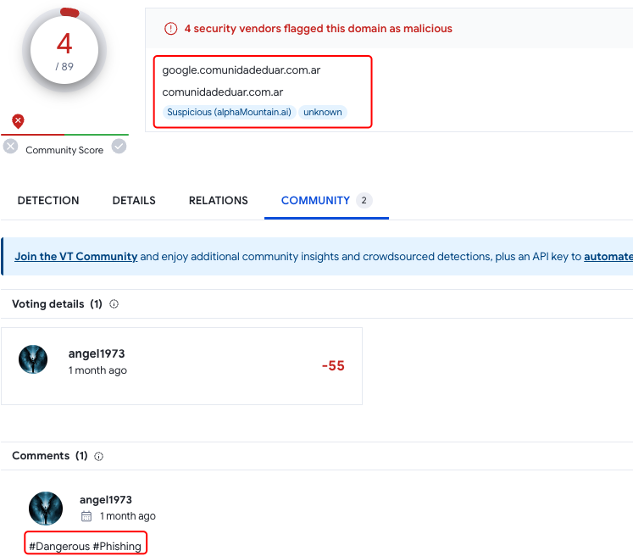 4
/ 89
4 security vendors flagged this domain as malicious
google.comunidadeduar.com.ar
comunidadeduar.com.ar
Suspicious (alphaMountain.ai) unknown
Community Score
DETECTION DETAILS RELATIONS COMMUNITY 2
Join the VT Community and enjoy additional community insights and crowdsourced detections, plus an API key to automate
Voting details (1)
angel1973
1 month ago
-55
Comments (1)
angel1973
1 month ago
#Dangerous #Phishing